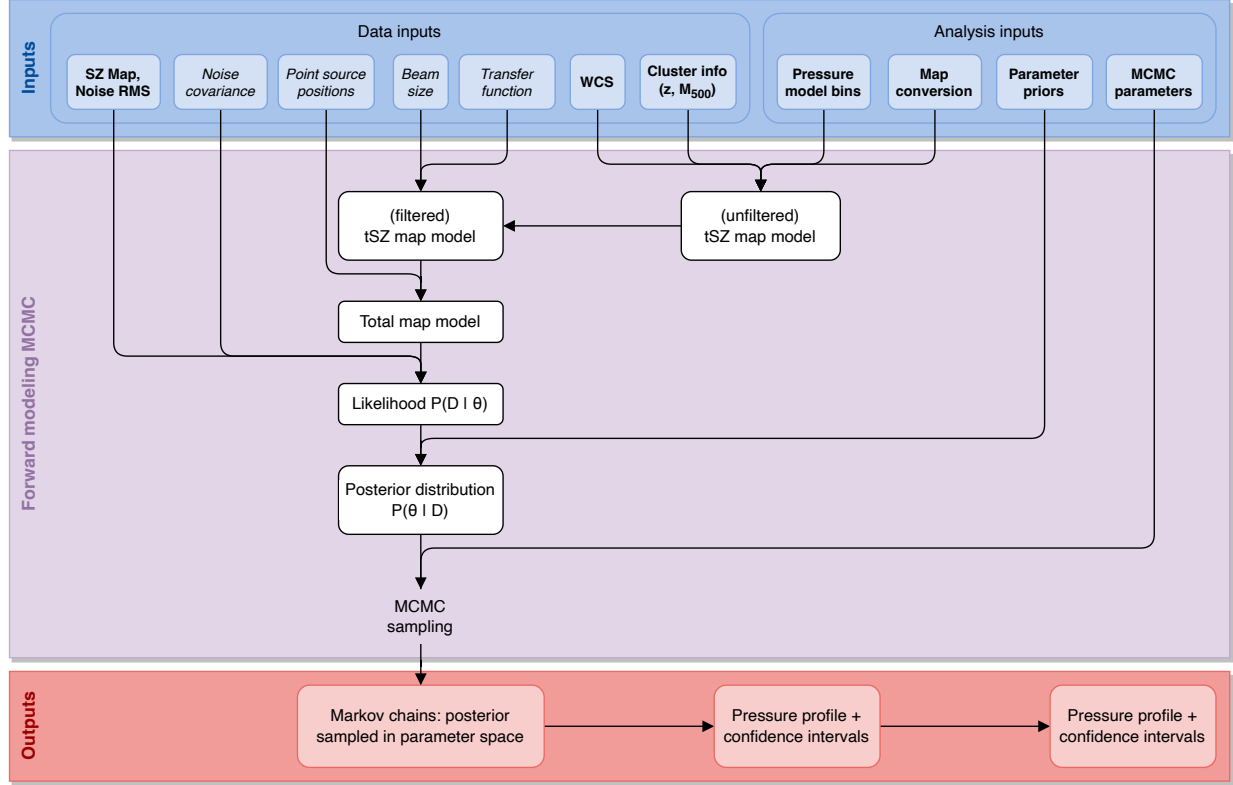 Inputs
Data inputs
Analysis inputs
SZ Map,
Noise RMS
Noise
covariance
Point source
positions
Beam
size
Transfer
function
WCS
Cluster info
(z, M500)
Pressure
model bins
Map
conversion
Parameter
priors
MCMC
parameters
Forward modeling MCMC
(filtered)
tSZ map model
(unfiltered)
tSZ map model
Total map model
Likelihood P(D | θ)
Posterior distribution
P(θ | D)
MCMC
sampling
Outputs
Markov chains: posterior
sampled in parameter space
Pressure profile +
confidence intervals
Pressure profile +
confidence intervals